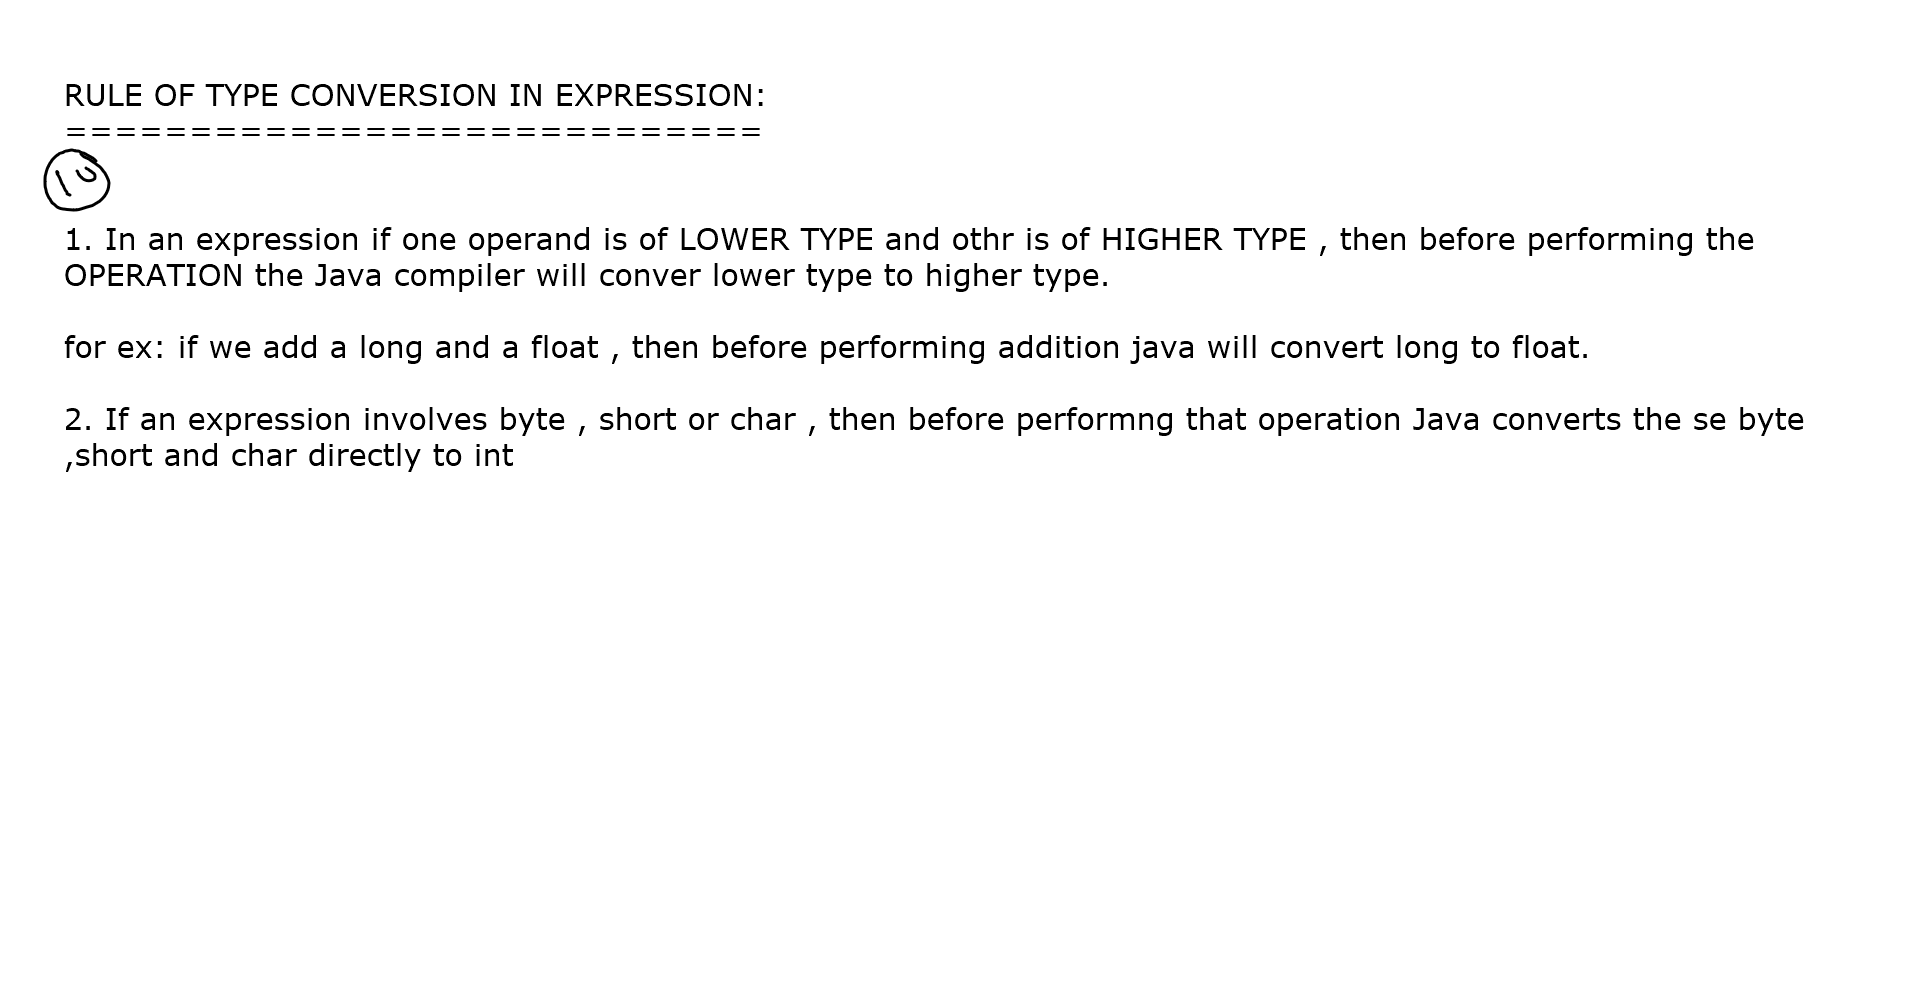 RULE OF TYPE CONVERSION IN EXPRESSION:
============================
1. In an expression if one operand is of LOWER TYPE and othr is of HIGHER TYPE , then before performing the
OPERATION the Java compiler will conver lower type to higher type.
for ex: if we add a long and a float , then before performing addition java will convert long to float.
2. If an expression involves byte , short or char , then before performng that operation Java converts the se byte
,short and char directly to int